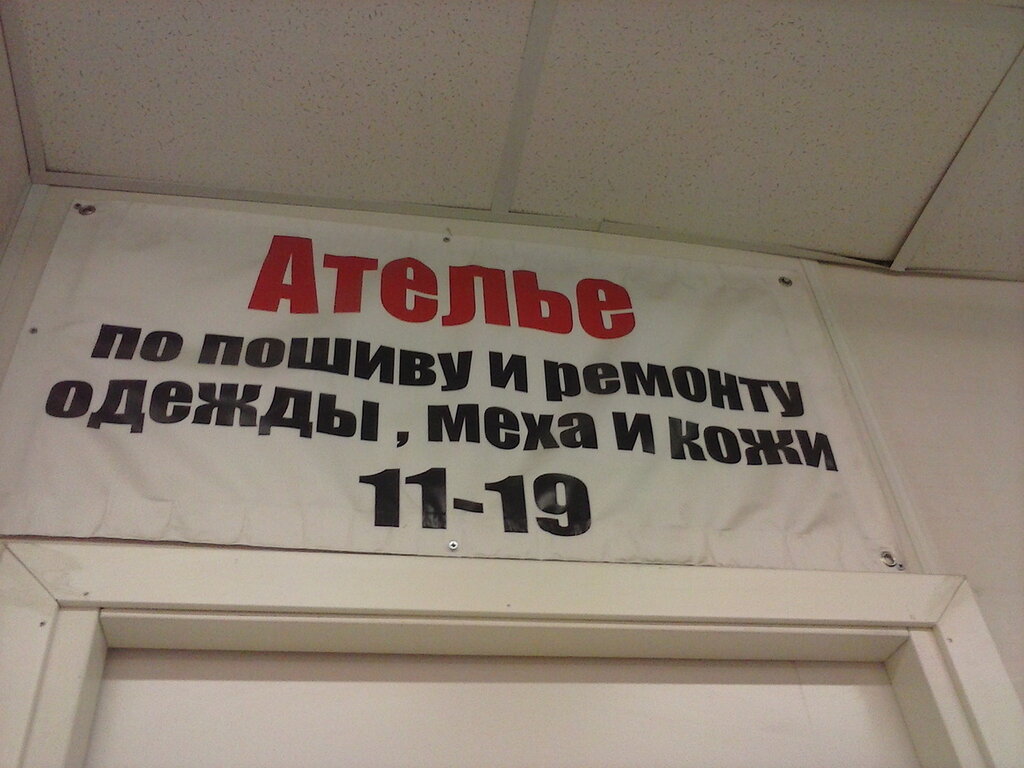 Ателье
по пошиву и ремонту
одежды , меха и кожи
11-19